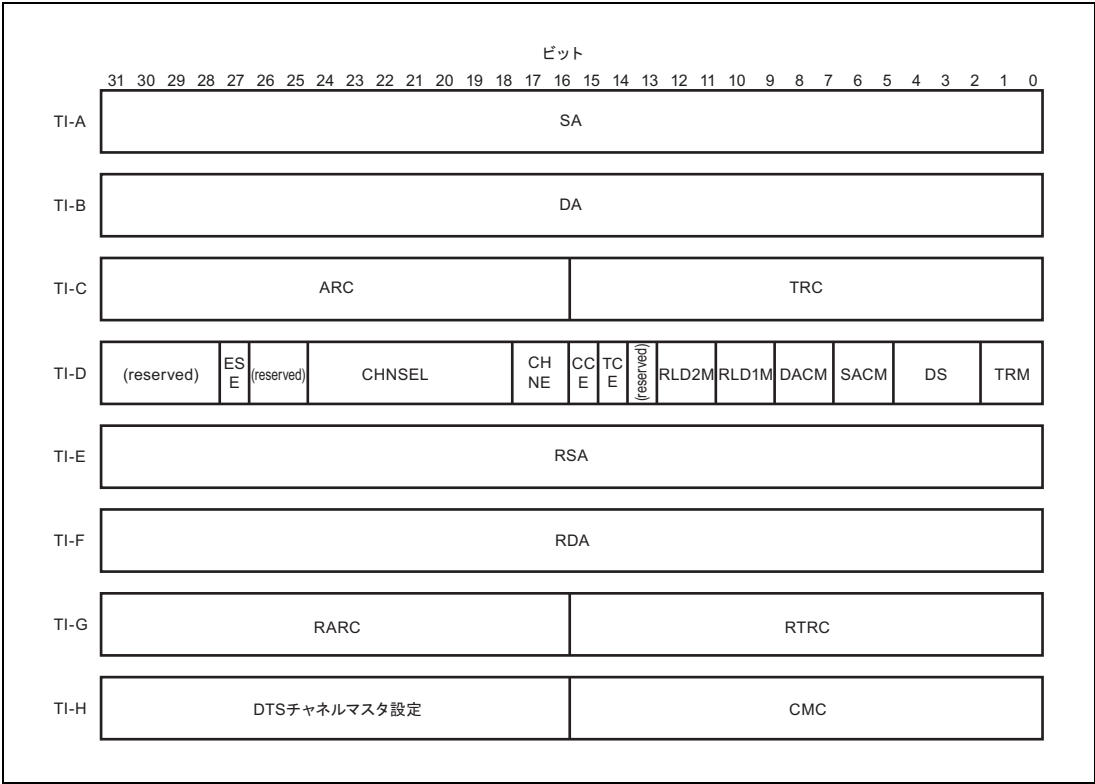 ビット
31 30 29 28 27 26 25 24 23 22 21 20 19 18 17 16 15 14 13 12 11 10 9 8 7 6 5 4 3 2 1 0
TI-A SA
TI-B DA
TI-C ARC TRC
TI-D (reserved) ES E (reserved) CHNSEL CH NE CC E TC E (reserved) RLD2M RLD1M DACM SACM DS TRM
TI-E RSA
TI-F RDA
TI-G RARC RTRC
TI-H DTSチャネルマスタ設定 CMC